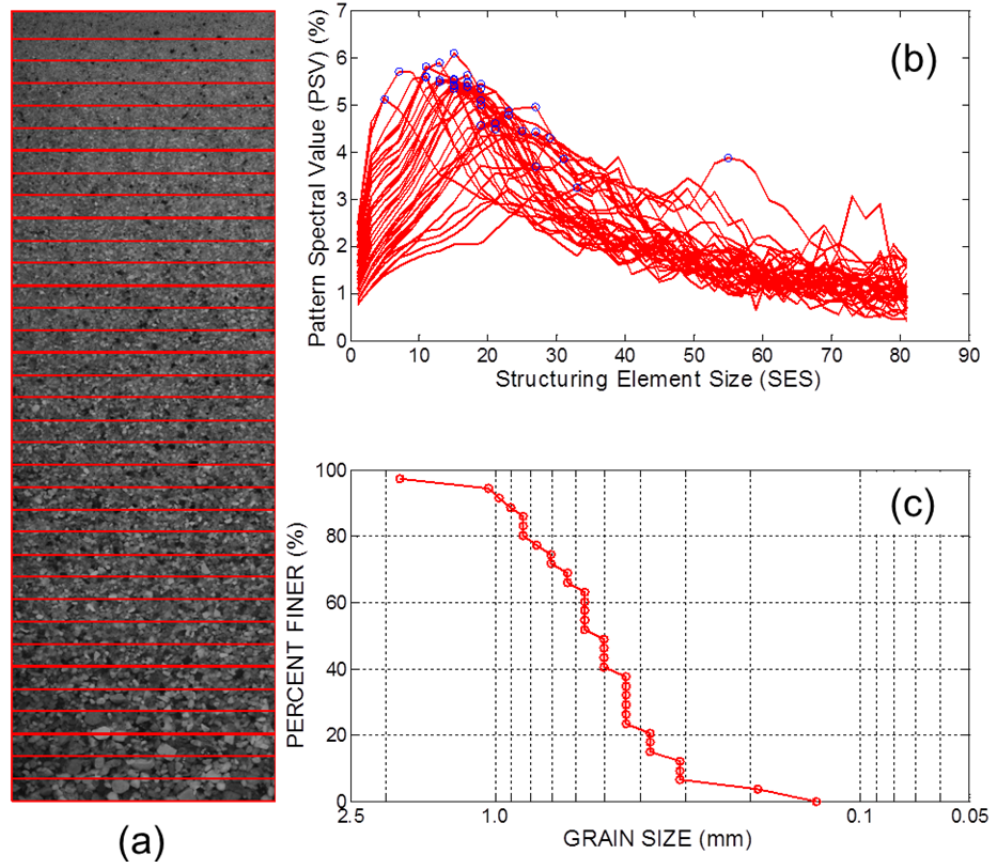 (a)
7
6
5
4
3
2
1
0
Pattern Spectral Value (PSV) (%)
(b)
0 10 20 30 40 50 60 70 80 90
Structuring Element Size (SES)
100
80
60
40
20
0
PERCENT FINER (%)
(c)
2.5 1.0 0.1 0.05
GRAIN SIZE (mm)